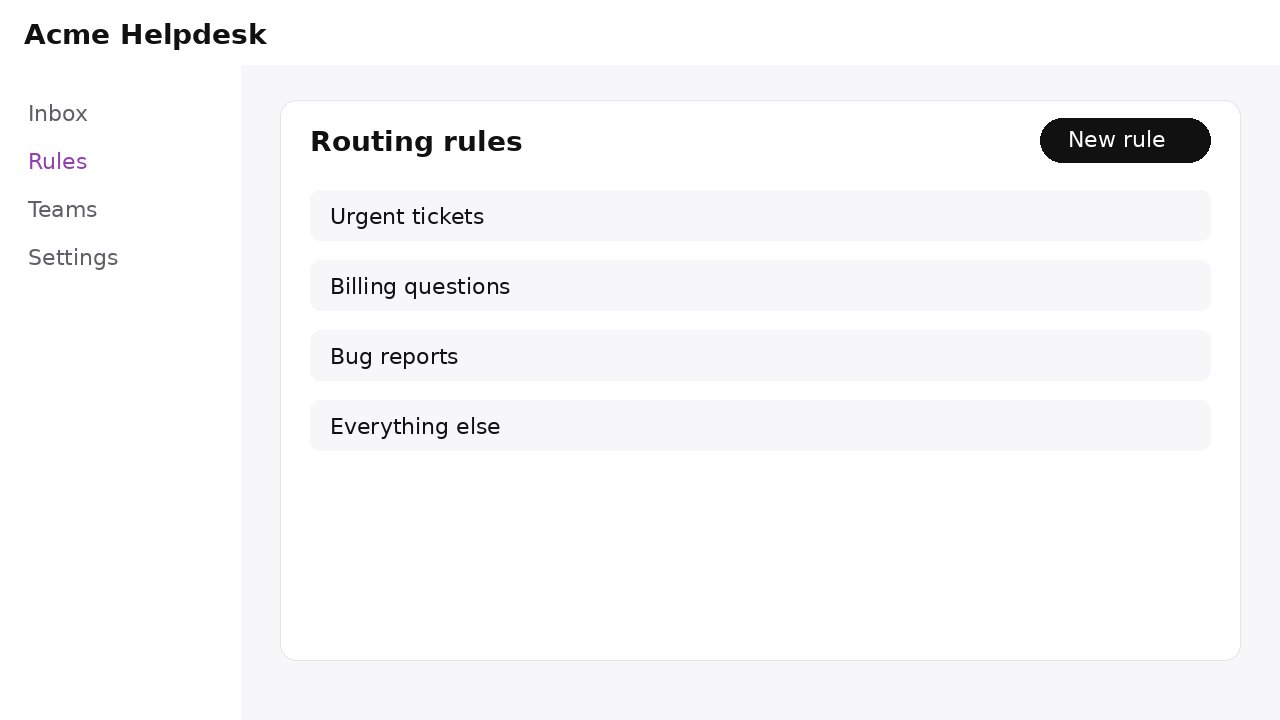 Acme Helpdesk
Inbox
Rules
Teams
Settings
Routing rules
New rule
Urgent tickets
Billing questions
Bug reports
Everything else